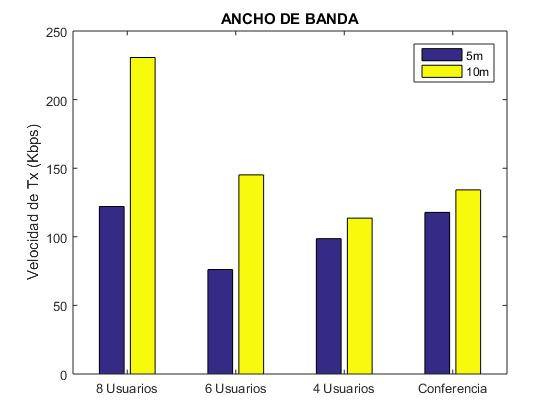 ANCHO DE BANDA
5m
10m
Velocidad de Tx (Kbps)
250
200
150
100
50
0
8 Usuarios
6 Usuarios
4 Usuarios
Conferencia